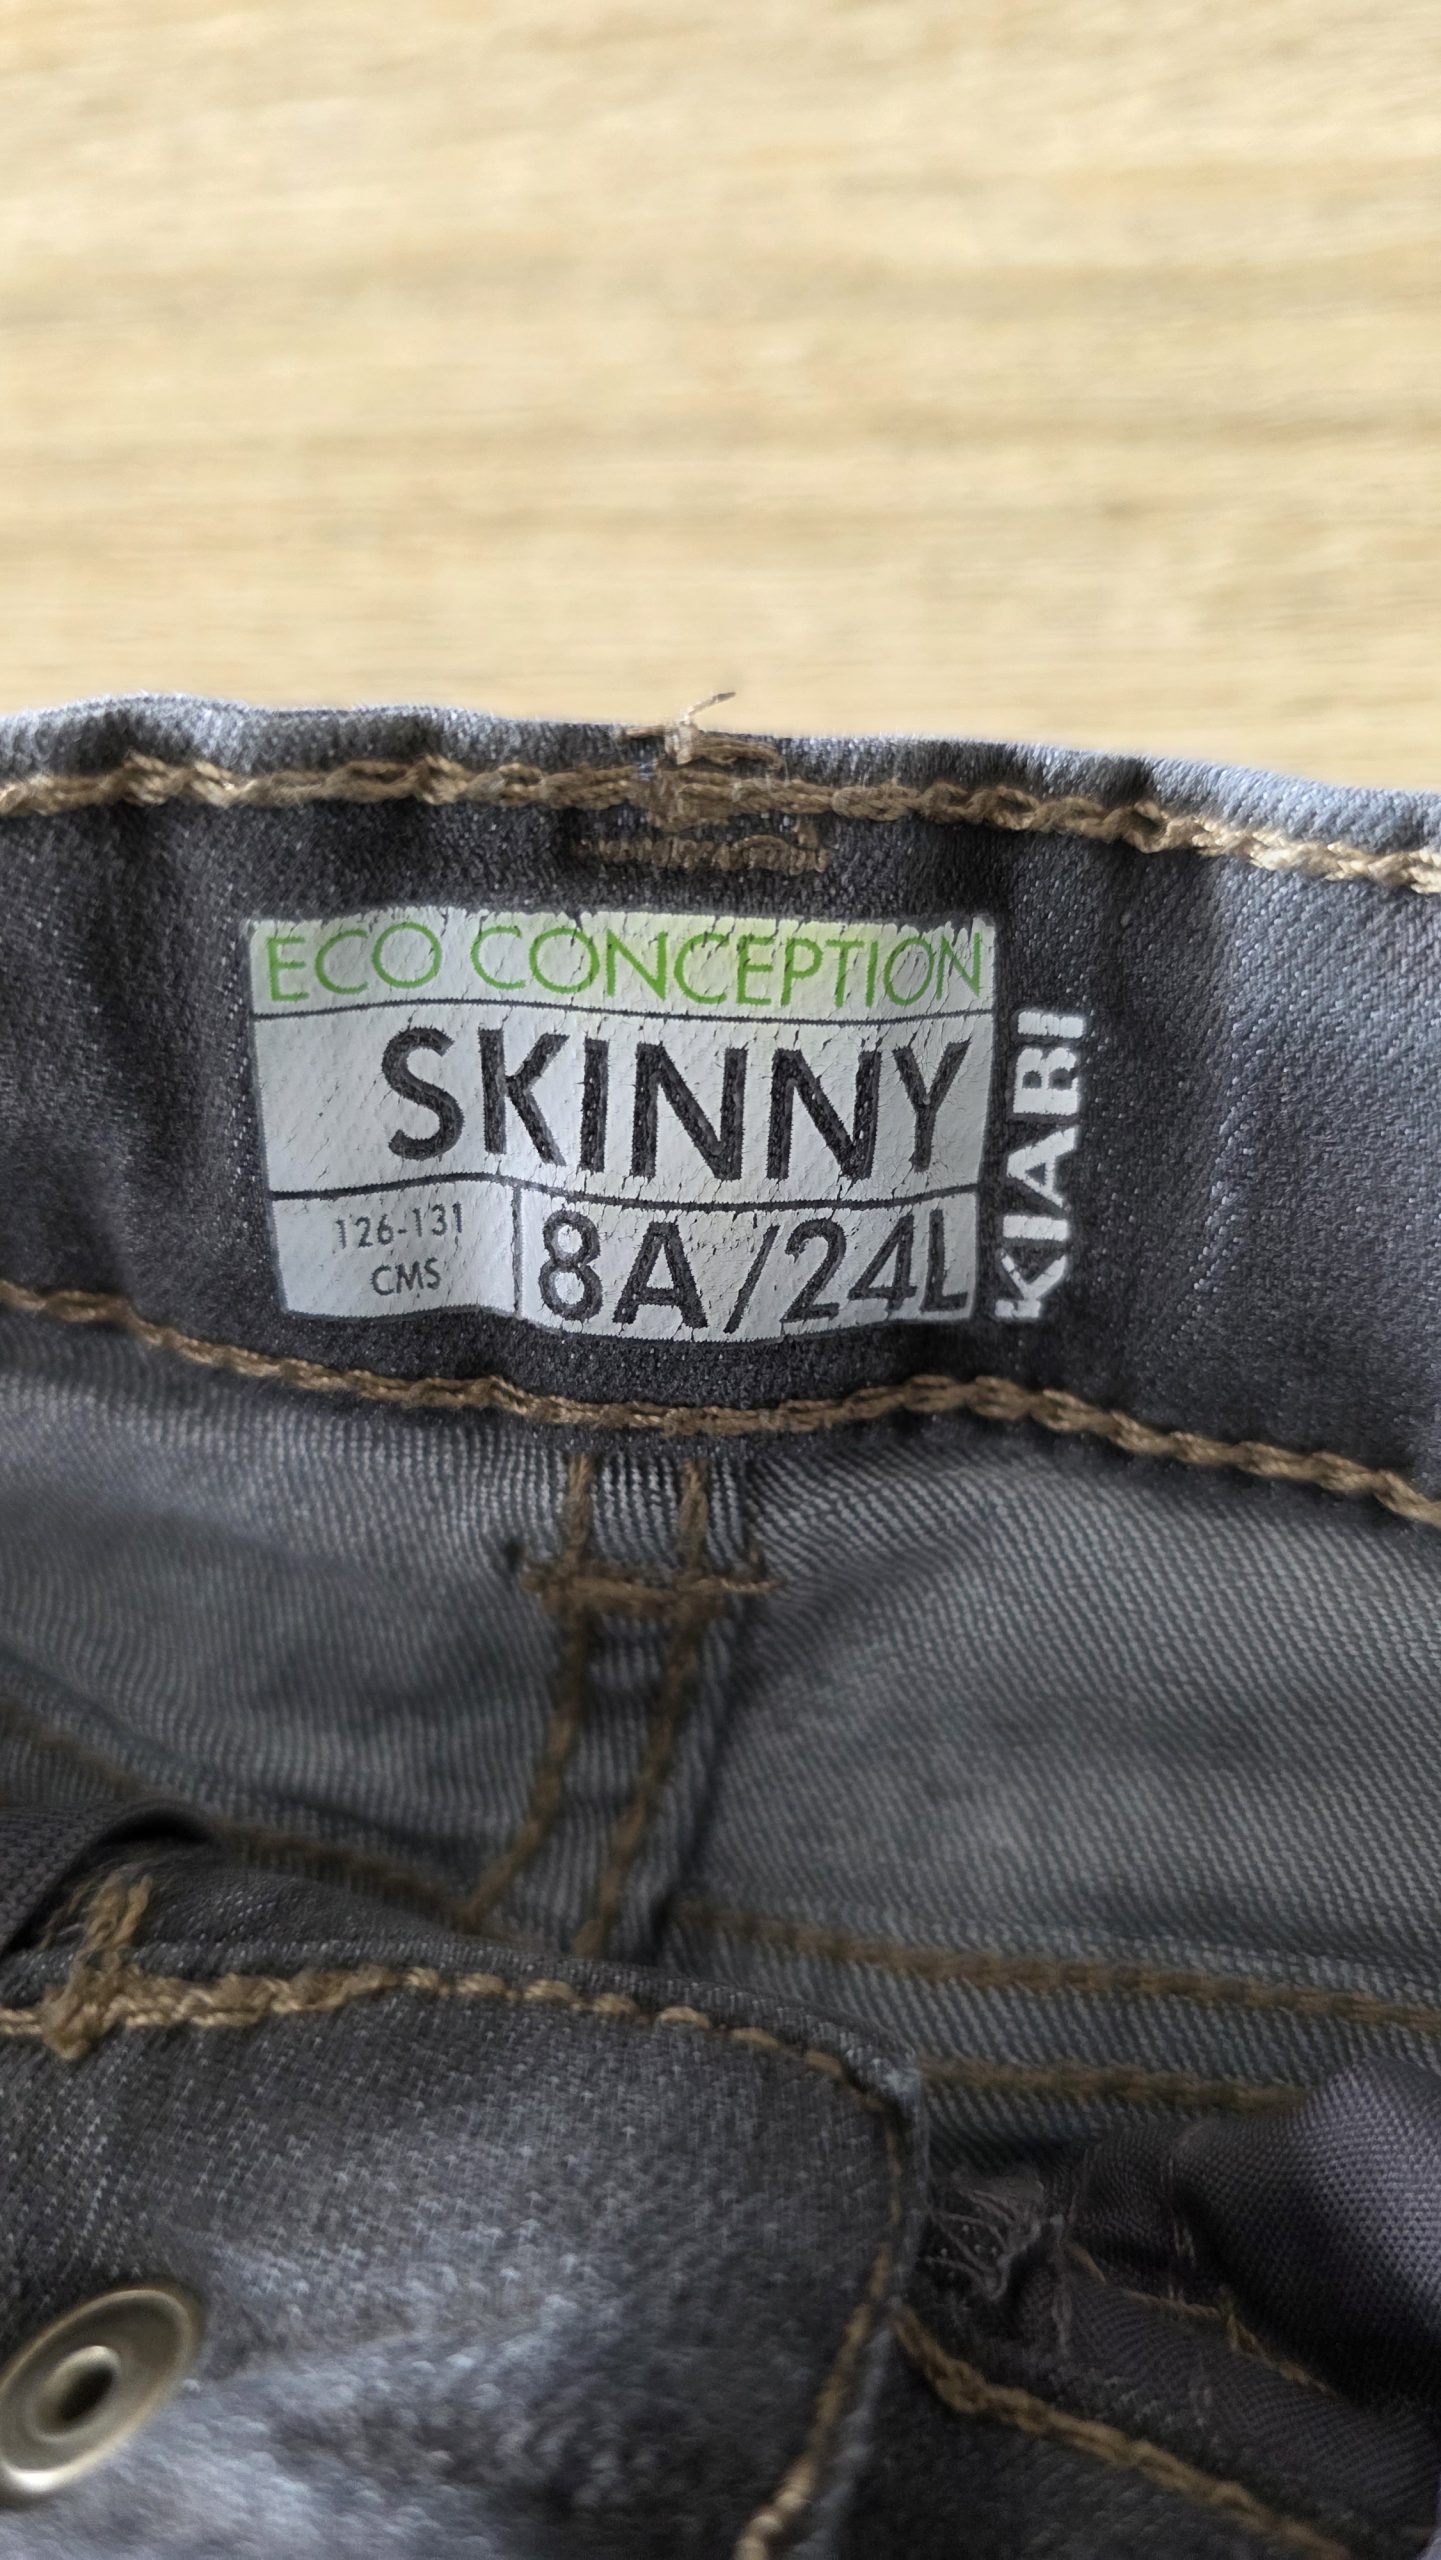 ECO CONCEPTION
SKINNY
126-131
CMS
8A/24L
KIABI